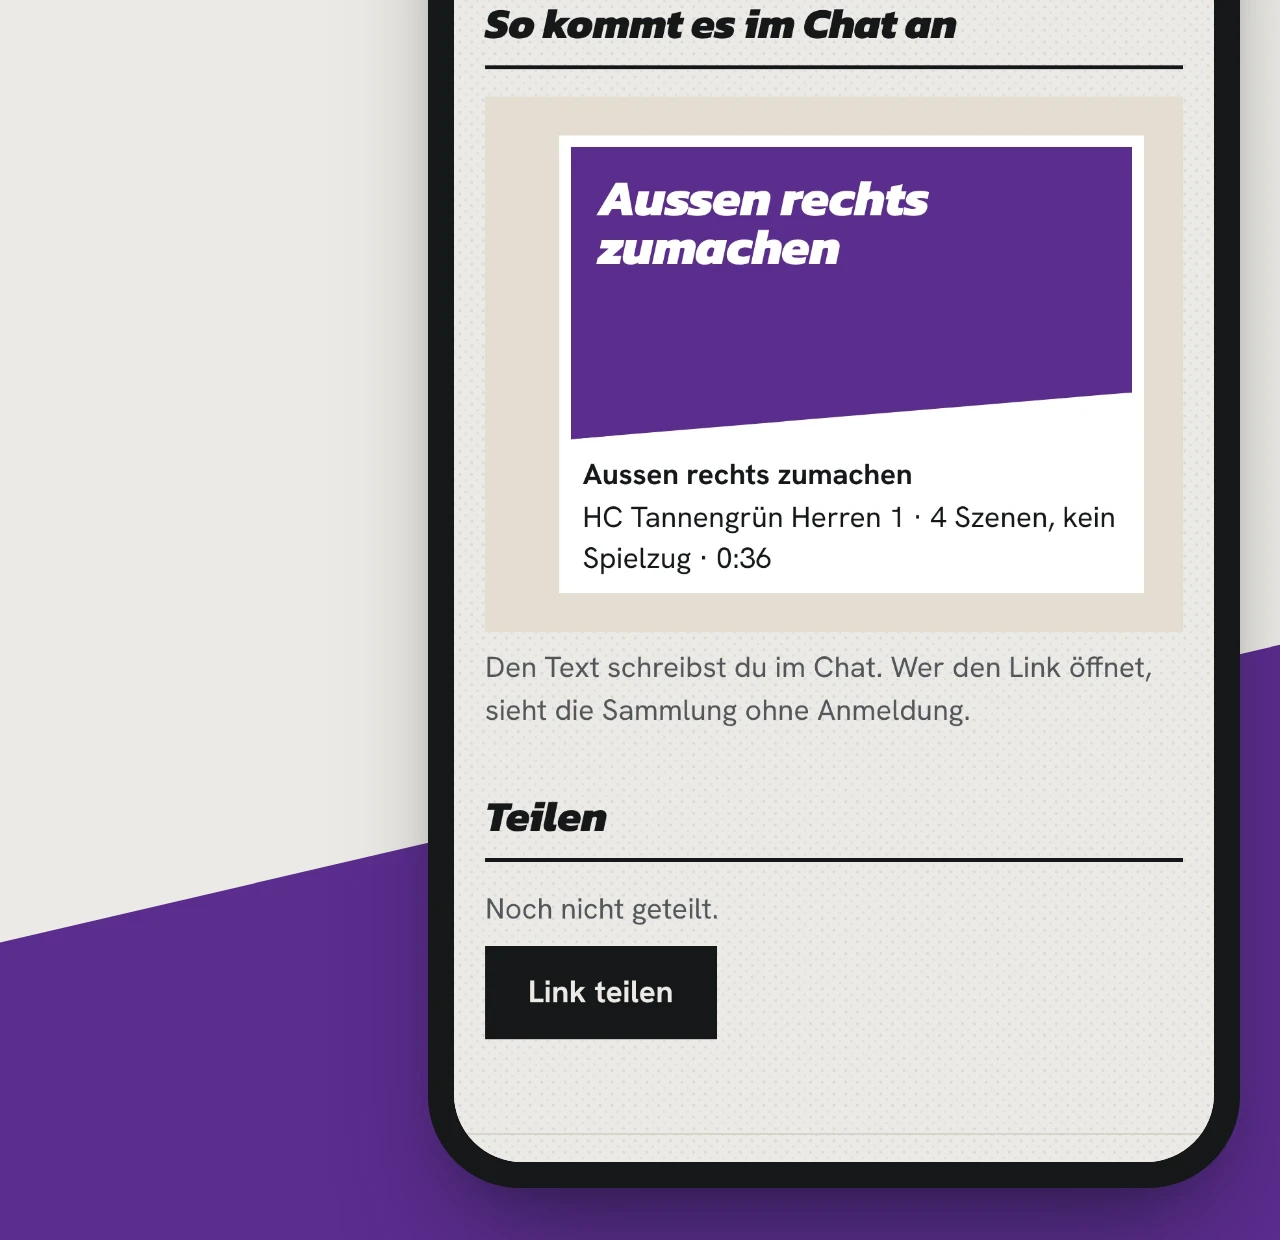 So kommt es im Chat an
Aussen rechts
zumachen
Aussen rechts zumachen
HC Tannengrün Herren 1 · 4 Szenen, kein
Spielzug · 0:36
Den Text schreibst du im Chat. Wer den Link öffnet,
sieht die Sammlung ohne Anmeldung.
Teilen
Noch nicht geteilt.
Link teilen